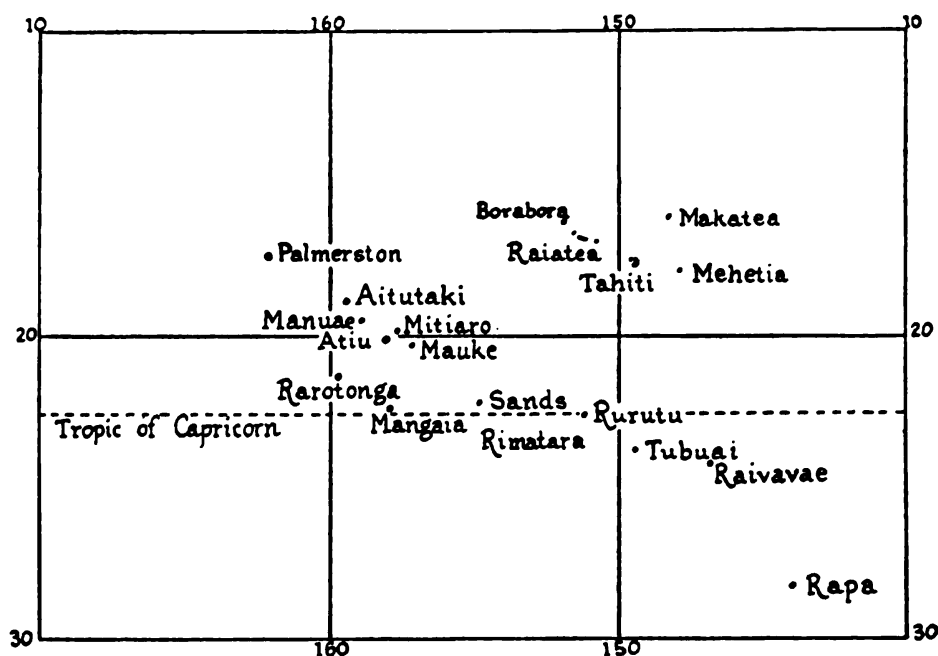 10 160 150 10
Boraborg
Makatea
Palmerston
Raiatea
Tahiti
Mehetia
Aitutaki
Manuae
Mitiaro
20 Atiu 20
Mauke
Rarotonga
Sands
Rurutu
Tropic of Capricorn
Mangaia
Rimatara
Tubuai
Raivavae
Rapa
30 160 150 30